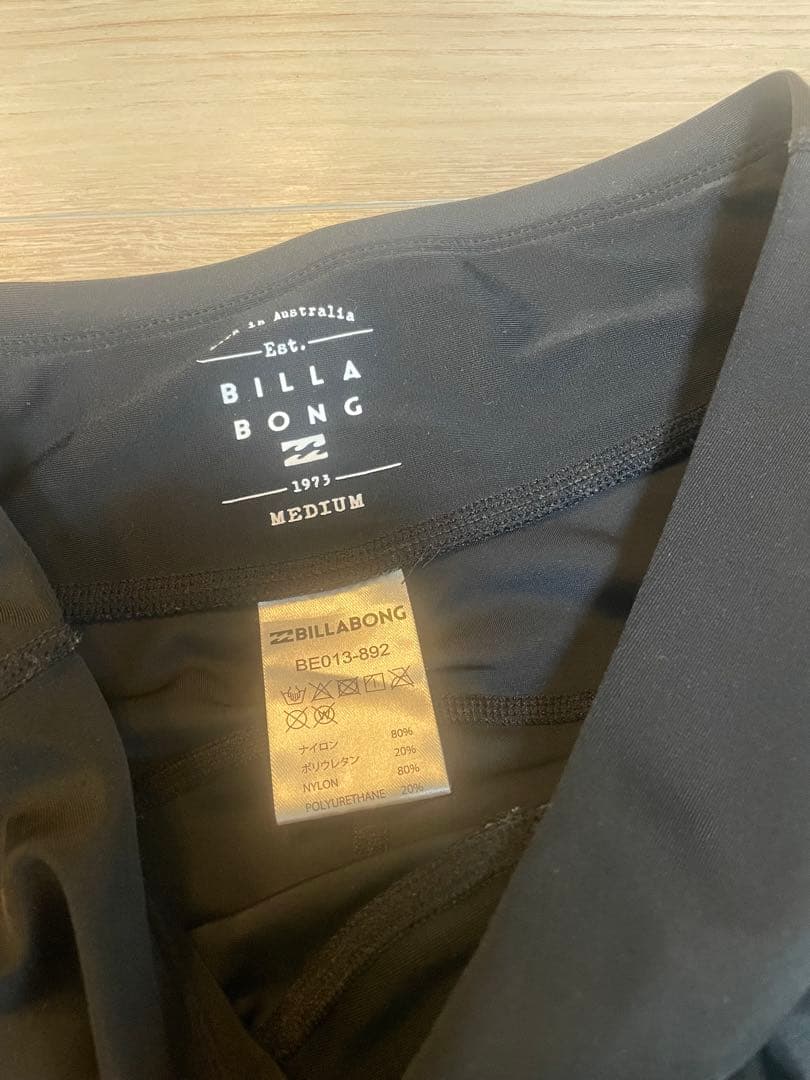 in Australia
Est.
BILLA
BONG
1973
MEDIUM
BILLABONG
BE013-892
ナイロン 80%
ポリウレタン 20%
NYLON 80%
POLYURETHANE 20%